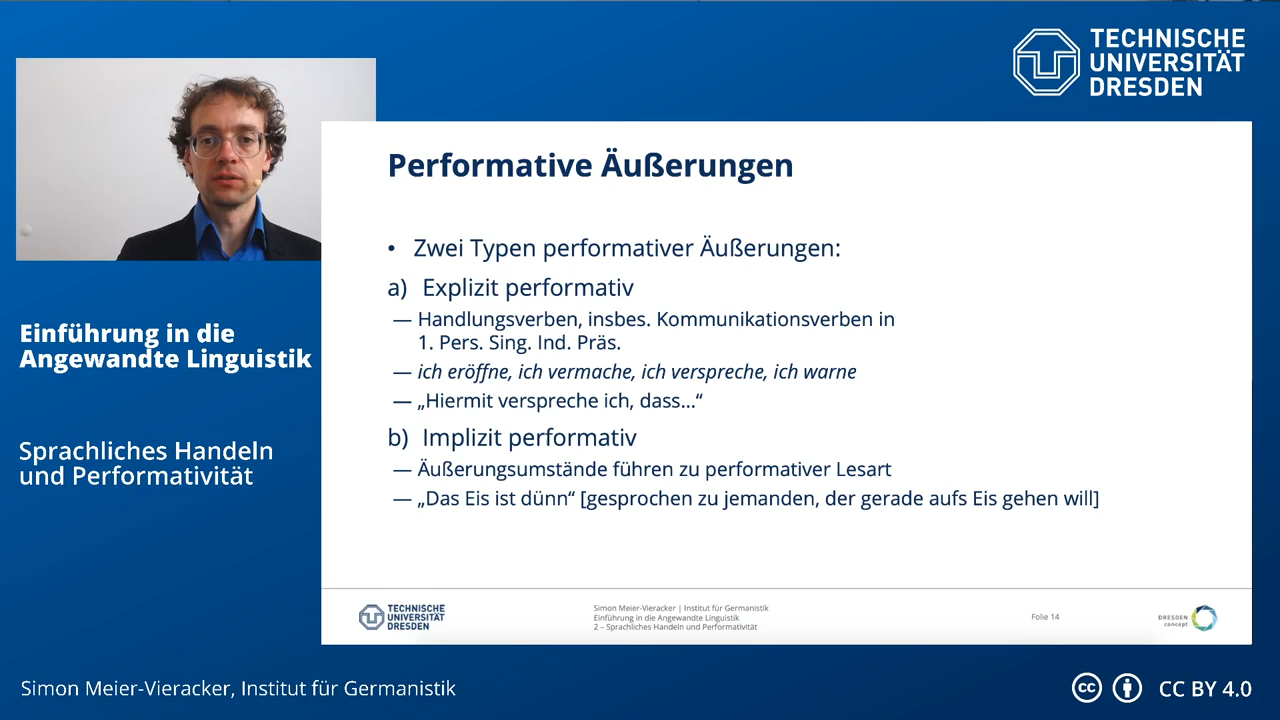 TECHNISCHE
UNIVERSITÄT
DRESDEN
Performative Äußerungen
• Zwei Typen performativer Äußerungen:
a) Explizit performativ
— Handlungsverben, insbes. Kommunikationsverben in
1. Pers. Sing. Ind. Präs.
— ich eröffne, ich vermache, ich verspreche, ich warne
— „Hiermit verspreche ich, dass…“
b) Implizit performativ
— Äußerungsumstände führen zu performativer Lesart
— „Das Eis ist dünn“ [gesprochen zu jemanden, der gerade aufs Eis gehen will]
Einführung in die
Angewandte Linguistik
Sprachliches Handeln
und Performativität
TECHNISCHE
UNIVERSITÄT
DRESDEN
Simon Meier-Vieracker | Institut für Germanistik
Einführung in die Angewandte Linguistik
2 – Sprachliches Handeln und Performativität
Folie 14
DRESDEN
concept
Simon Meier-Vieracker, Institut für Germanistik
cc
CC BY 4.0